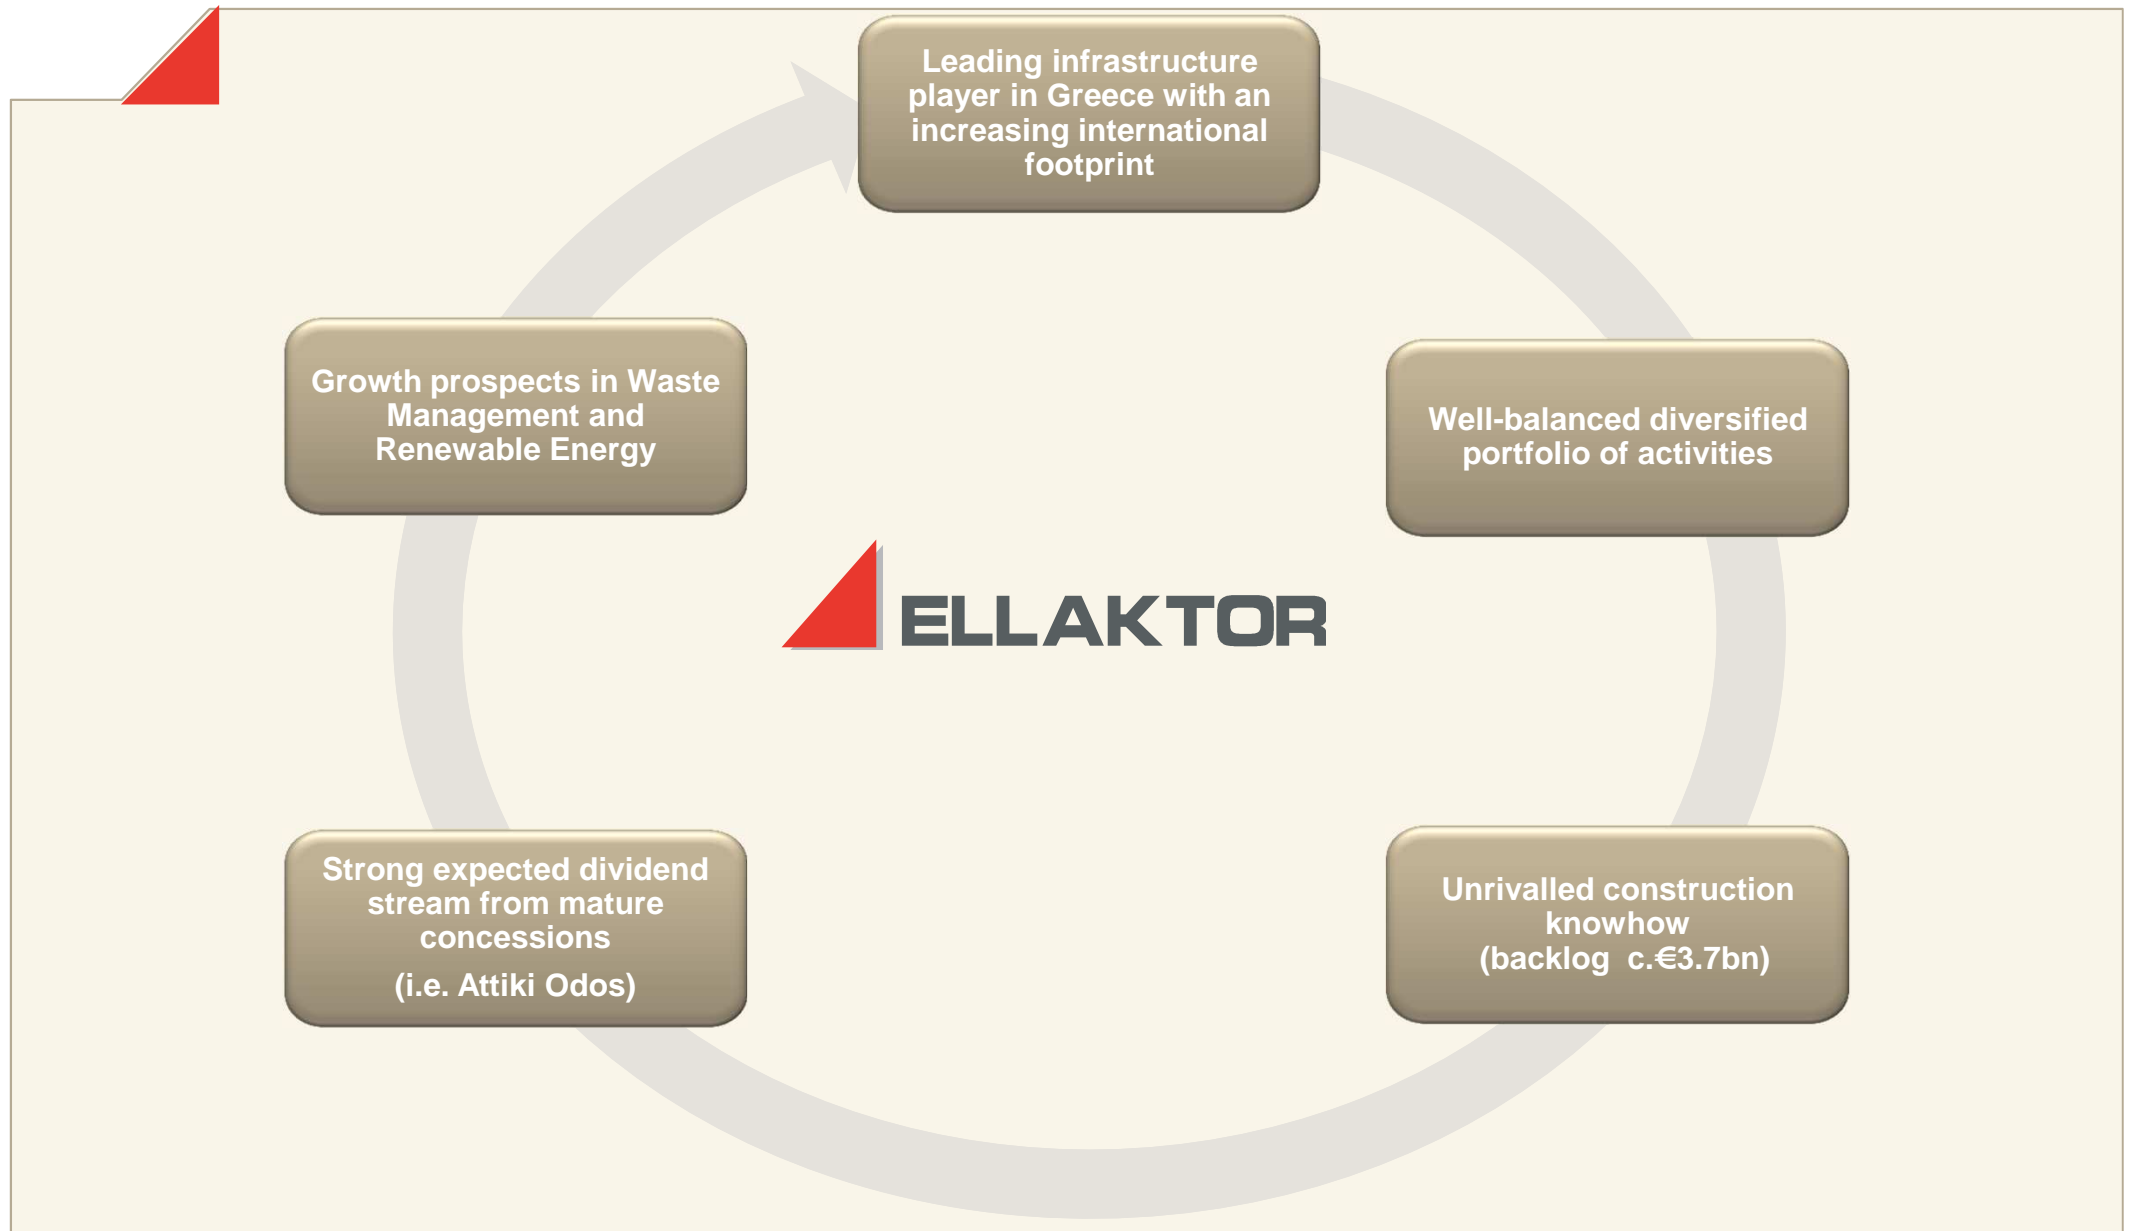 Leading infrastructure
player in Greece with an
increasing international
footprint
Well-balanced diversified
portfolio of activities
Unrivalled construction
knowhow
(backlog  c.€3.7bn)
Strong expected dividend
stream from mature
concessions
(i.e. Attiki Odos)
Growth prospects in Waste
Management and
Renewable Energy
ELLAKTOR